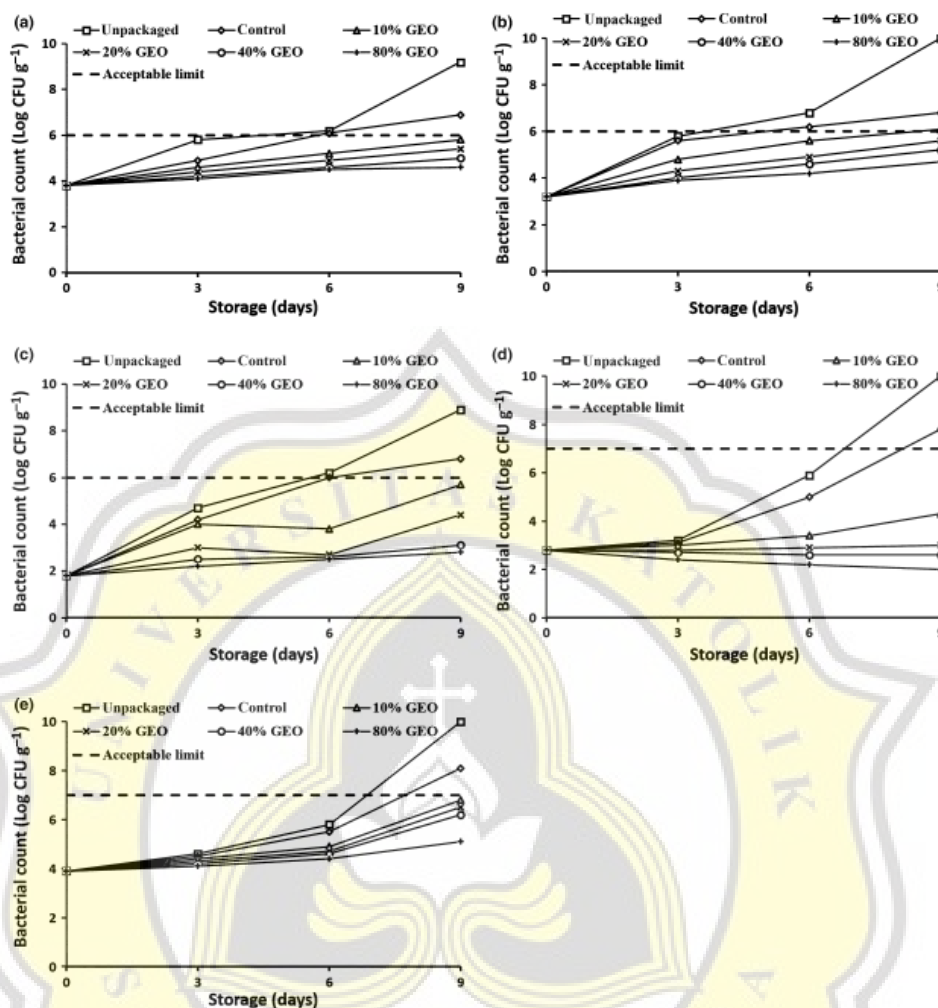 (a)
Unpackaged Control 10% GEO
20% GEO 40% GEO 80% GEO
Acceptable limit
10
8
6
4
2
0
0 3 6 9
Bacterial count (Log CFU g⁻¹)
Storage (days)
(b)
Unpackaged Control 10% GEO
20% GEO 40% GEO 80% GEO
Acceptable limit
10
8
6
4
2
0
0 3 6 9
Bacterial count (Log CFU g⁻¹)
Storage (days)
(c)
Unpackaged Control 10% GEO
20% GEO 40% GEO 80% GEO
Acceptable limit
10
8
6
4
2
0
0 3 6 9
Bacterial count (Log CFU g⁻¹)
Storage (days)
(d)
Unpackaged Control 10% GEO
20% GEO 40% GEO 80% GEO
Acceptable limit
10
8
6
4
2
0
0 3 6 9
Bacterial count (Log CFU g⁻¹)
Storage (days)
(e)
Unpackaged Control 10% GEO
20% GEO 40% GEO 80% GEO
Acceptable limit
10
8
6
4
2
0
0 3 6 9
Bacterial count (Log CFU g⁻¹)
Storage (days)
UNIVERSITAS KATOLIK